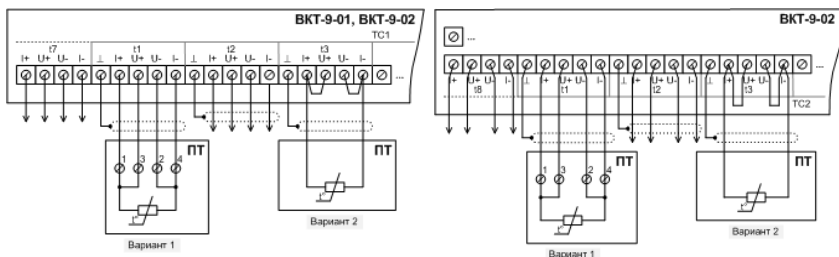 ВКТ-9-01, ВКТ-9-02
ТС1
t7 t1 t2 t3
I+ U+ U- I- ⊥ I+ U+ U- I- ⊥ I+ U+ U- I- ⊥ I+ U+ U- I- ...
ПТ
1 3 2 4
Вариант 1
ПТ
Вариант 2
ВКТ-9-02
...
I+ U+ U- I- ⊥ I+ U+ U- I- ⊥ I+ U+ U- I- ⊥ I+ U+ U- I- ...
t8 t1 t2 t3
ТС2
ПТ
1 3 2 4
Вариант 1
ПТ
Вариант 2